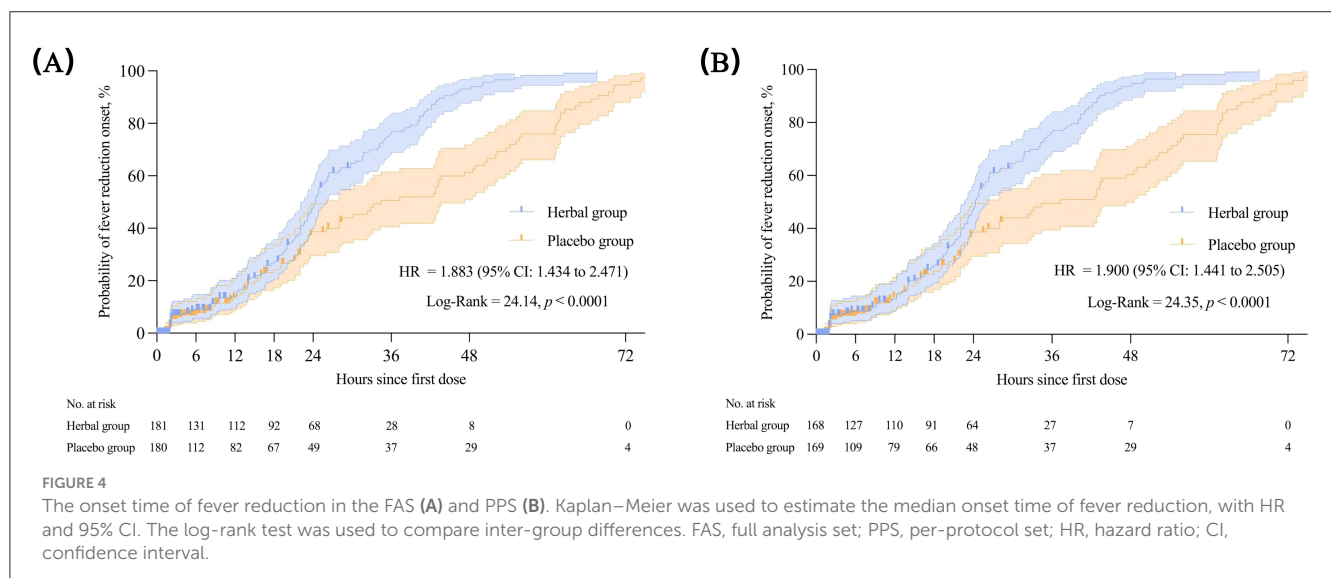 (A)
Probability of fever reduction onset, %
100
80
60
40
20
0
Herbal group
Placebo group
HR = 1.883 (95% CI: 1.434 to 2.471)
Log-Rank = 24.14, p < 0.0001
0 6 12 18 24 36 48 72
Hours since first dose
No. at risk
Herbal group 181 131 112 92 68 28 8 0
Placebo group 180 112 82 67 49 37 29 4
(B)
Probability of fever reduction onset, %
100
80
60
40
20
0
Herbal group
Placebo group
HR = 1.900 (95% CI: 1.441 to 2.505)
Log-Rank = 24.35, p < 0.0001
0 6 12 18 24 36 48 72
Hours since first dose
No. at risk
Herbal group 168 127 110 91 64 27 7 0
Placebo group 169 109 79 66 48 37 29 4
FIGURE 4
The onset time of fever reduction in the FAS (A) and PPS (B). Kaplan–Meier was used to estimate the median onset time of fever reduction, with HR
and 95% CI. The log-rank test was used to compare inter-group differences. FAS, full analysis set; PPS, per-protocol set; HR, hazard ratio; CI,
confidence interval.